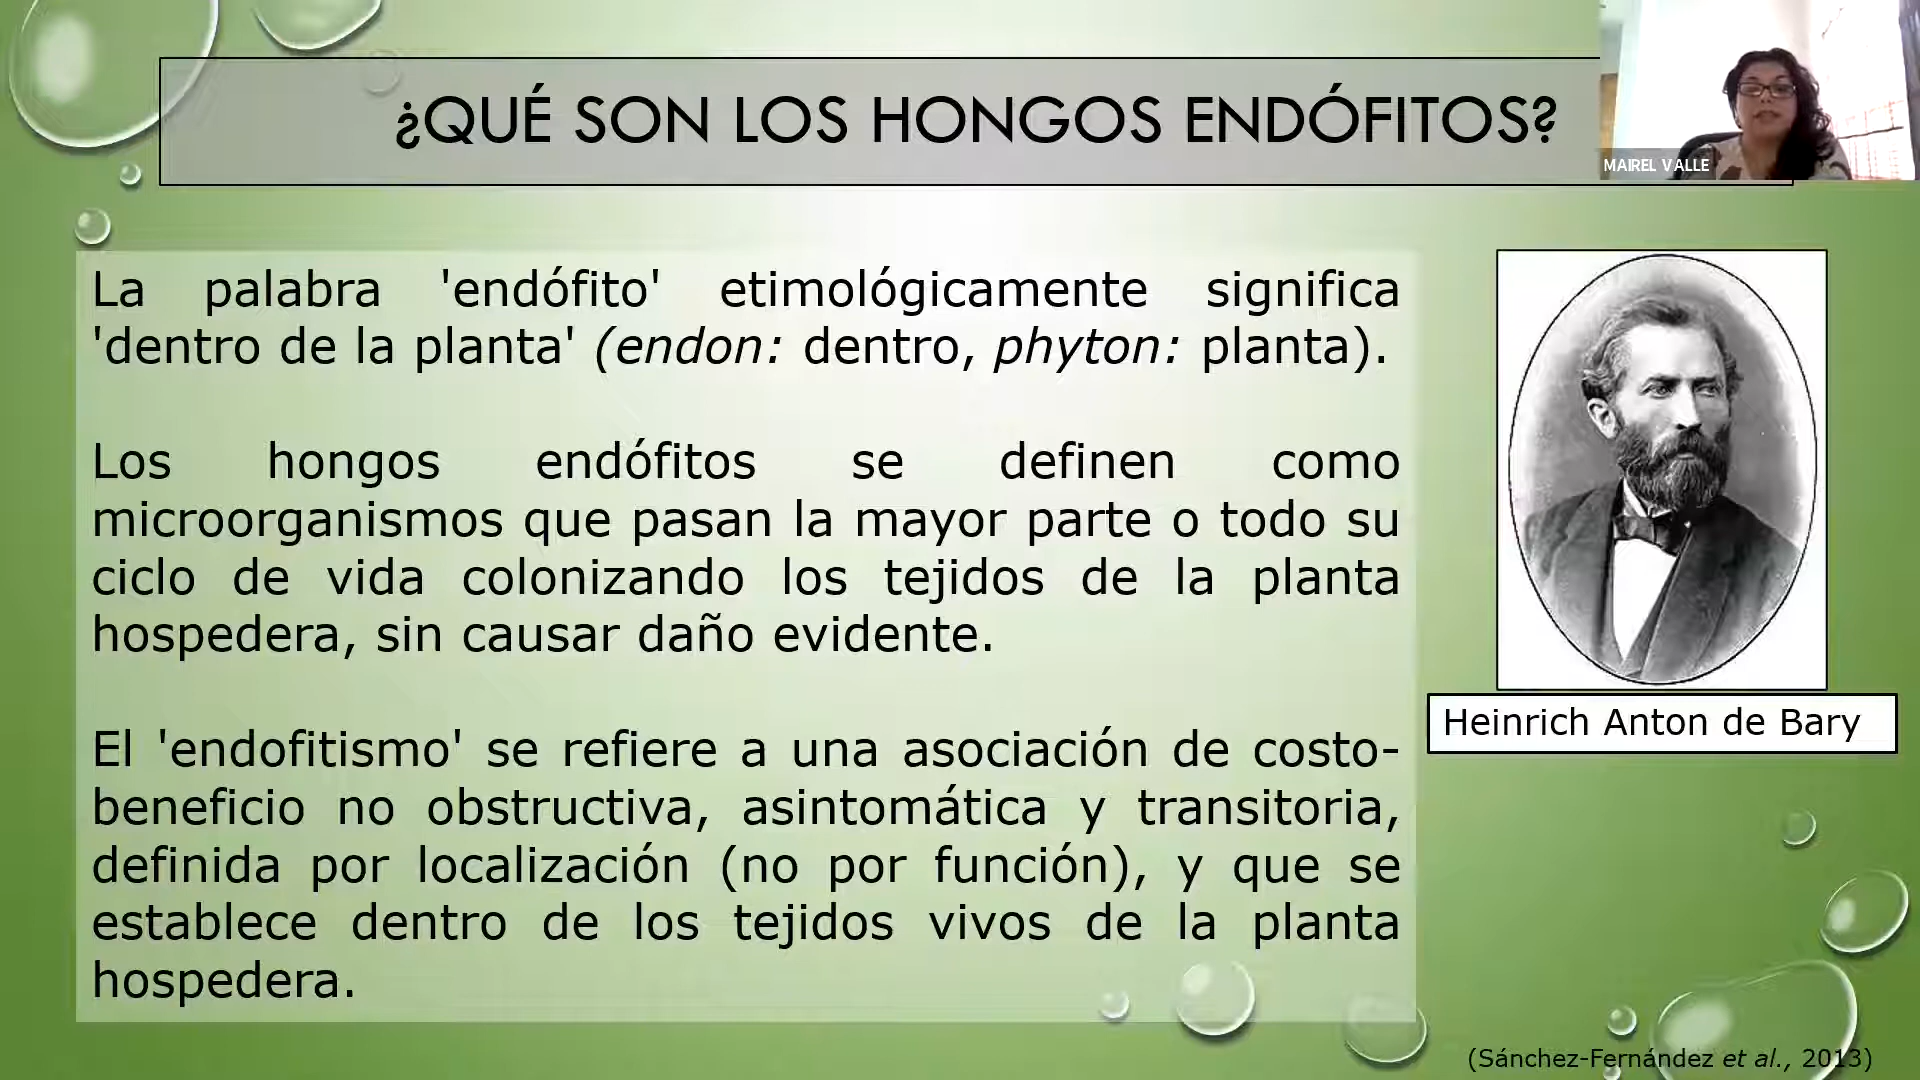 ¿QUÉ SON LOS HONGOS ENDÓFITOS?
MAIREL VALLE
La palabra 'endófito' etimológicamente significa
'dentro de la planta' (endon: dentro, phyton: planta).
Los hongos endófitos se definen como
microorganismos que pasan la mayor parte o todo su
ciclo de vida colonizando los tejidos de la planta
hospedera, sin causar daño evidente.
El 'endofitismo' se refiere a una asociación de costo-
beneficio no obstructiva, asintomática y transitoria,
definida por localización (no por función), y que se
establece dentro de los tejidos vivos de la planta
hospedera.
Heinrich Anton de Bary
(Sánchez-Fernández et al., 2013)